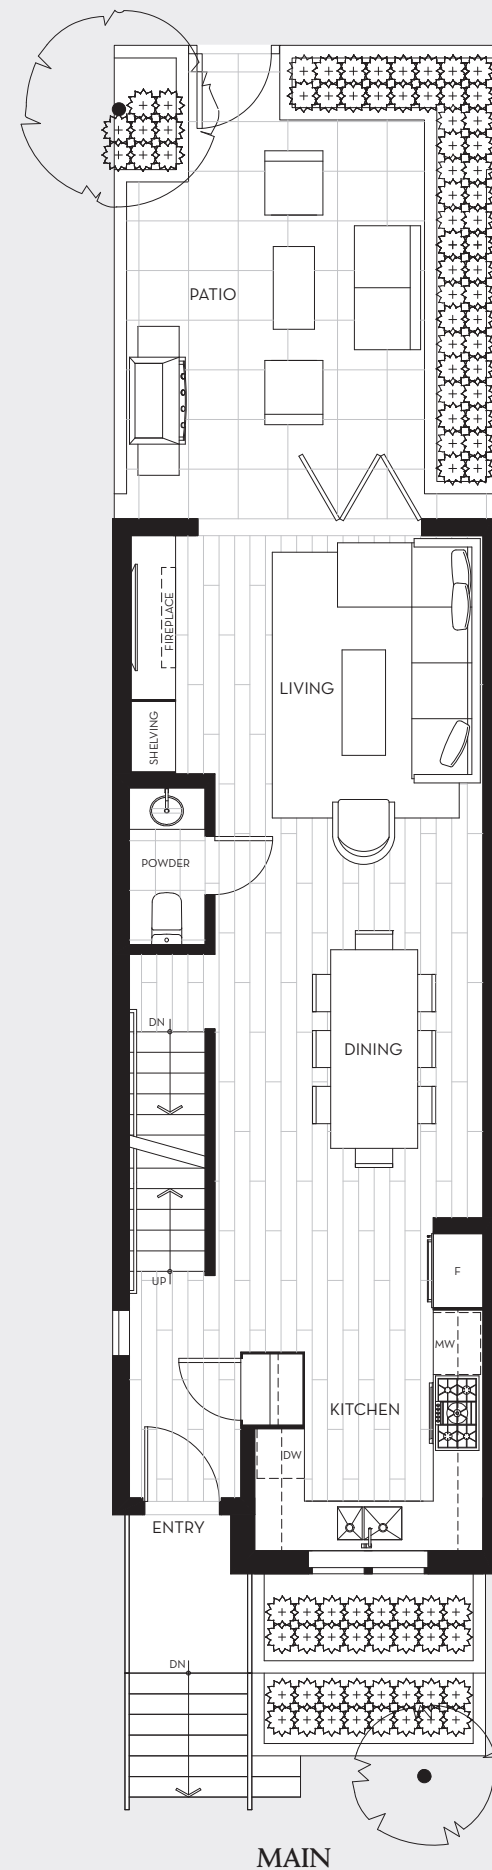 PATIO
FIREPLACE
LIVING
SHELVING
POWDER
DN
DINING
F
UP
MW
KITCHEN
DW
ENTRY
DN
MAIN